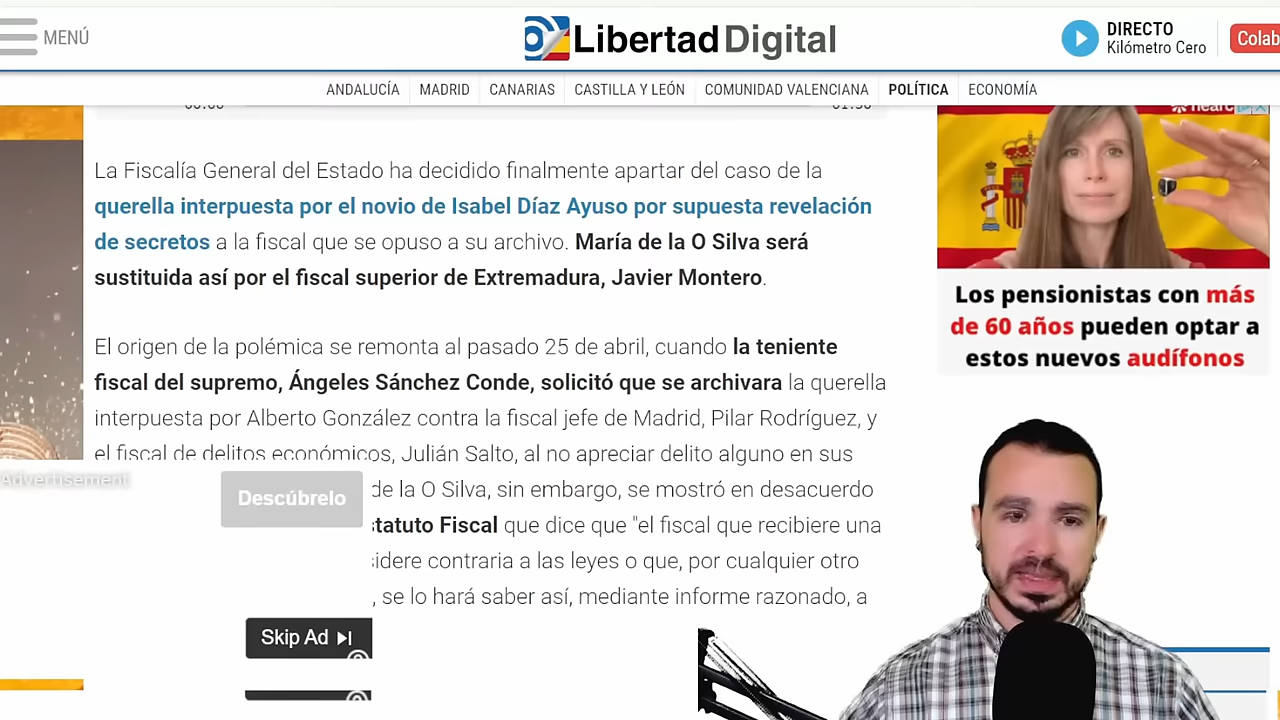 MENÚ
Libertad Digital
DIRECTO
Kilómetro Cero
Colab
ANDALUCÍA
MADRID
CANARIAS
CASTILLA Y LEÓN
COMUNIDAD VALENCIANA
POLÍTICA
ECONOMÍA
La Fiscalía General del Estado ha decidido finalmente apartar del caso de la
querella interpuesta por el novio de Isabel Díaz Ayuso por supuesta revelación
de secretos a la fiscal que se opuso a su archivo. María de la O Silva será
sustituida así por el fiscal superior de Extremadura, Javier Montero.
El origen de la polémica se remonta al pasado 25 de abril, cuando la teniente
fiscal del supremo, Ángeles Sánchez Conde, solicitó que se archivara la querella
interpuesta por Alberto González contra la fiscal jefe de Madrid, Pilar Rodríguez, y
el fiscal de delitos económicos, Julián Salto, al no apreciar delito alguno en sus
de la O Silva, sin embargo, se mostró en desacuerdo
tatuto Fiscal que dice que "el fiscal que recibiere una
sidere contraria a las leyes o que, por cualquier otro
, se lo hará saber así, mediante informe razonado, a
Los pensionistas con más
de 60 años pueden optar a
estos nuevos audífonos
Advertisement
Descúbrelo
Skip Ad